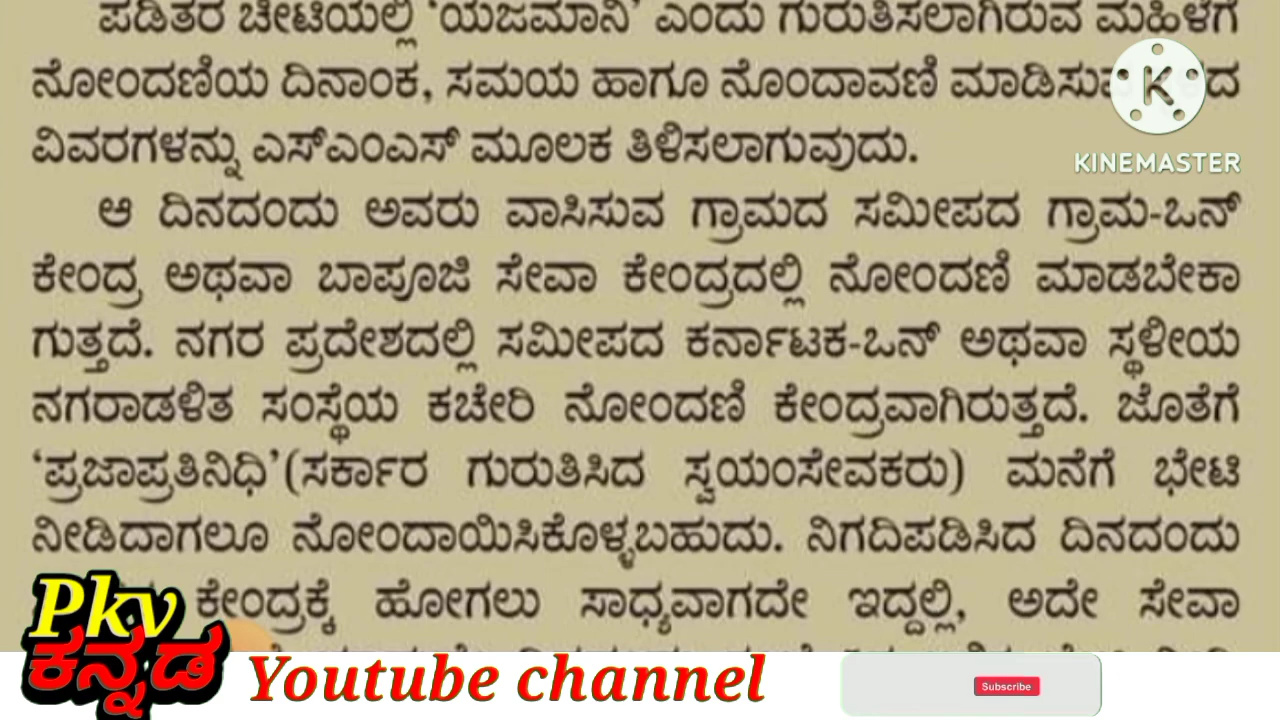 ಪಡಿತರ ಚೀಟಿಯಲ್ಲಿ ‘ಯಜಮಾನಿ’ ಎಂದು ಗುರುತಿಸಲಾಗಿರುವ ಮಹಿಳೆಗೆ
ನೋಂದಣಿಯ ದಿನಾಂಕ, ಸಮಯ ಹಾಗೂ ನೊಂದಾವಣಿ
ವಿವರಗಳನ್ನು ಎಸ್ಎಂಎಸ್ ಮೂಲಕ ತಿಳಿಸಲಾಗುವುದು.
K
KINEMASTER
ಆ ದಿನದಂದು ಅವರು ವಾಸಿಸುವ ಗ್ರಾಮದ ಸಮೀಪದ ಗ್ರಾಮ-ಒನ್
ಕೇಂದ್ರ ಅಥವಾ ಬಾಪೂಜಿ ಸೇವಾ ಕೇಂದ್ರದಲ್ಲಿ ನೋಂದಣಿ ಮಾಡಬೇಕಾ
ಗುತ್ತದೆ. ನಗರ ಪ್ರದೇಶದಲ್ಲಿ ಸಮೀಪದ ಕರ್ನಾಟಕ-ಒನ್ ಅಥವಾ ಸ್ಥಳೀಯ
ನಗರಾಡಳಿತ ಸಂಸ್ಥೆಯ ಕಚೇರಿ ನೋಂದಣಿ ಕೇಂದ್ರವಾಗಿರುತ್ತದೆ. ಜೊತೆಗೆ
‘ಪ್ರಜಾಪ್ರತಿನಿಧಿ’(ಸರ್ಕಾರ ಗುರುತಿಸಿದ ಸ್ವಯಂಸೇವಕರು) ಮನೆಗೆ ಭೇಟಿ
ನೀಡಿದಾಗಲೂ ನೋಂದಾಯಿಸಿಕೊಳ್ಳಬಹುದು. ನಿಗದಿಪಡಿಸಿದ ದಿನದಂದು
ಕೇಂದ್ರಕ್ಕೆ ಹೋಗಲು ಸಾಧ್ಯವಾಗದೇ ಇದ್ದಲ್ಲಿ, ಅದೇ ಸೇವಾ
Pkv
ಕನ್ನಡ
Youtube channel
Subscribe